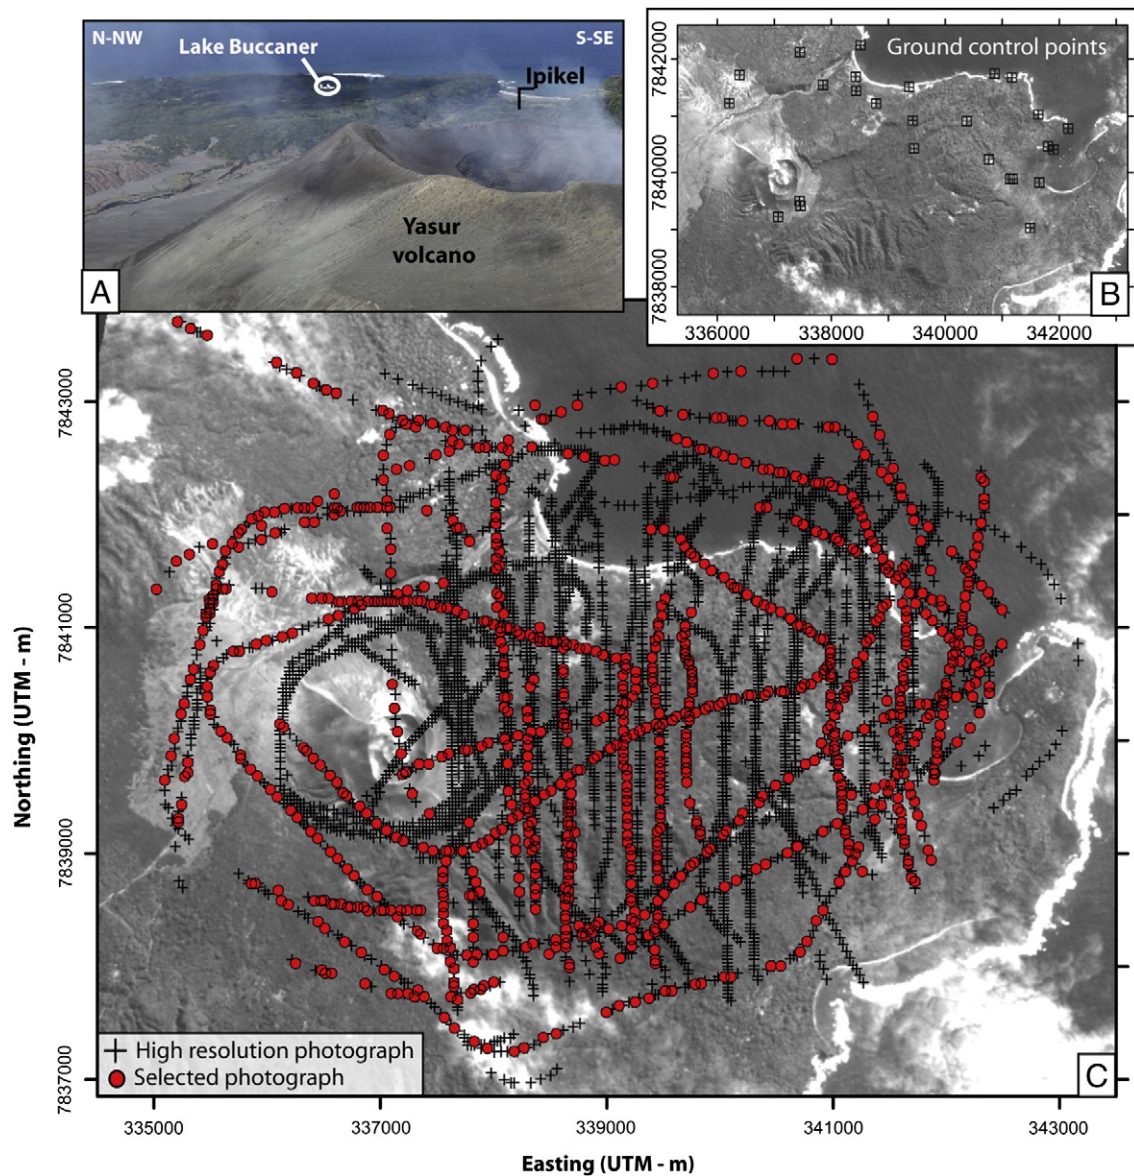 N-NW
S-SE
Lake Buccaner
Ipikel
Yasur
volcano
A
Ground control points
7842000
7840000
7838000
B
336000
338000
340000
342000
7843000
7841000
7839000
7837000
Northing (UTM - m)
High resolution photograph
Selected photograph
C
335000
337000
339000
341000
343000
Easting (UTM - m)